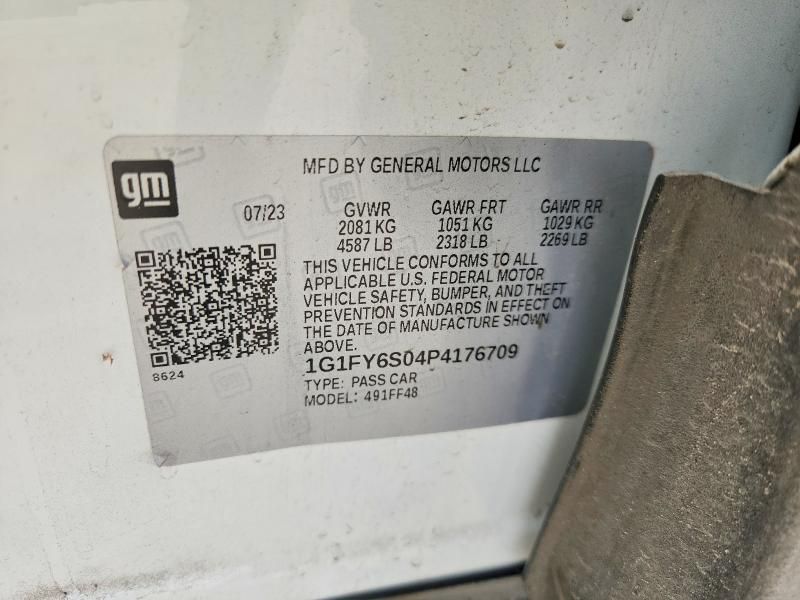 gm
MFD BY GENERAL MOTORS LLC
07/23 GVWR GAWR FRT GAWR RR
2081 KG 1051 KG 1029 KG
4587 LB 2318 LB 2269 LB
THIS VEHICLE CONFORMS TO ALL
APPLICABLE U.S. FEDERAL MOTOR
VEHICLE SAFETY, BUMPER, AND THEFT
PREVENTION STANDARDS IN EFFECT ON
THE DATE OF MANUFACTURE SHOWN
ABOVE.
8624
1G1FY6S04P4176709
TYPE: PASS CAR
MODEL: 491FF48